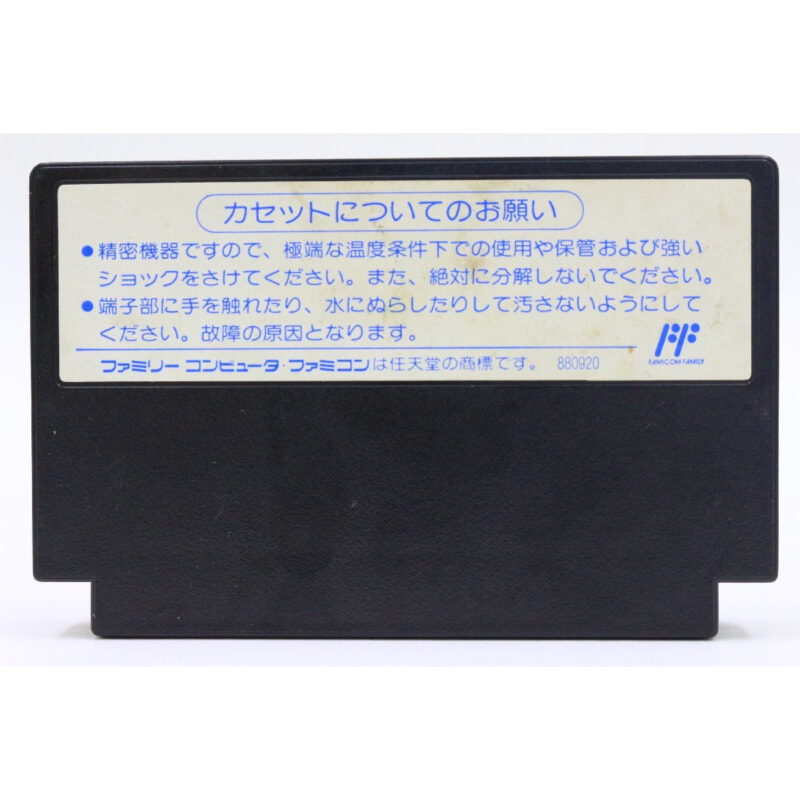 カセットについてのお願い
●精密機器ですので、極端な温度条件下での使用や保管および強い
ショックをさけてください。また、絶対に分解しないでください。
●端子部に手を触れたり、水にぬらしたりして汚さないようにして
ください。故障の原因となります。
ファミリーコンピュータ・ファミコンは任天堂の商標です。 880920
FF
FAMICOM FAMILY